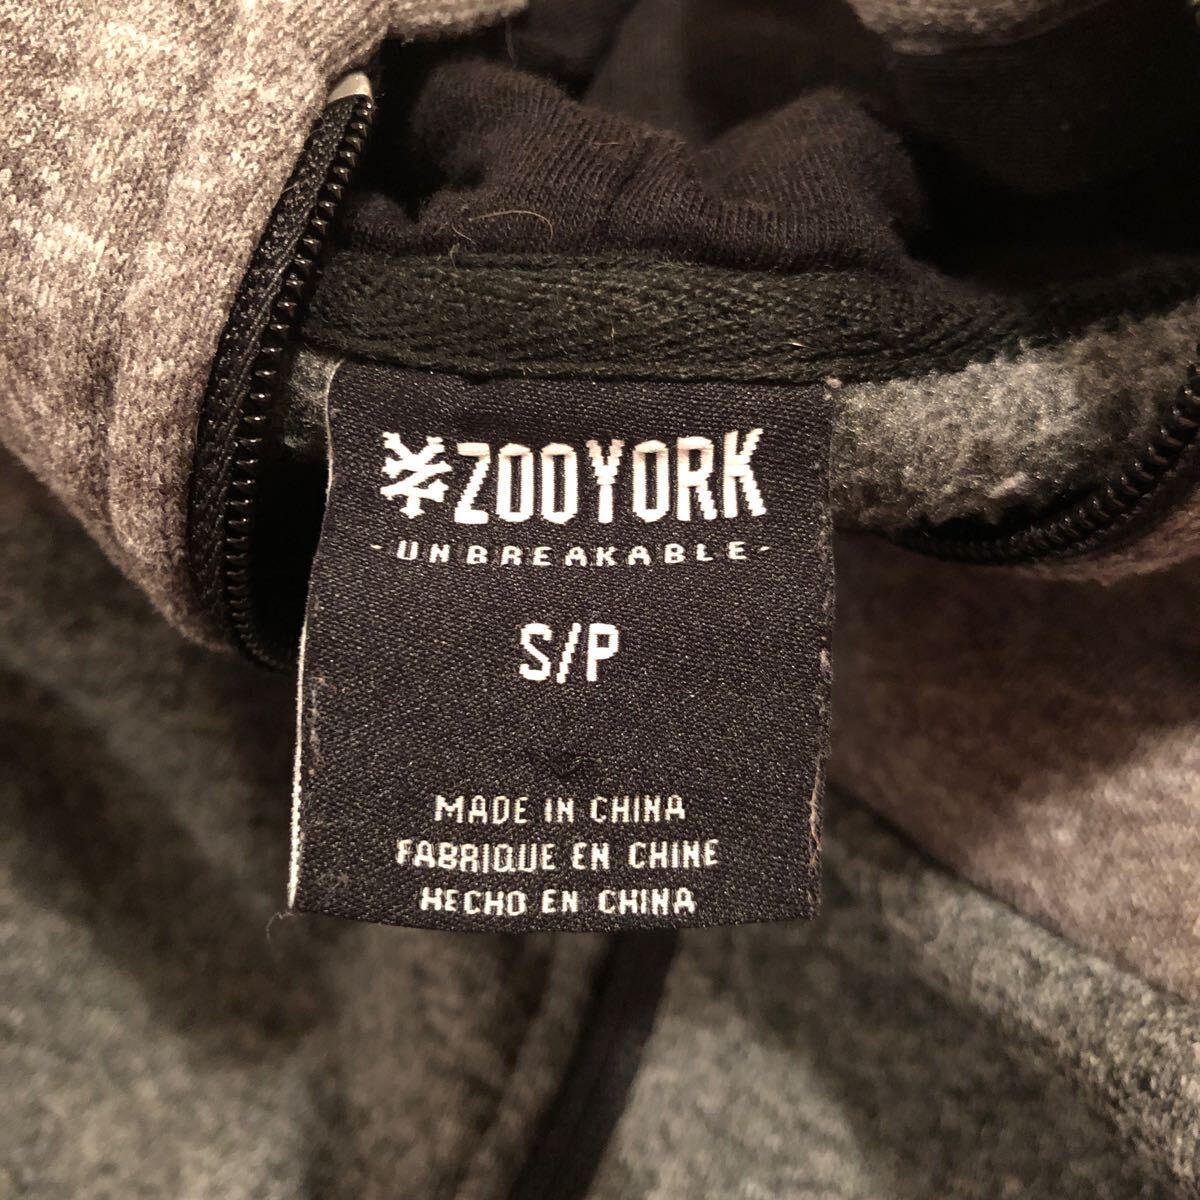 ZOOYORK
-UNBREAKABLE-
S/P
MADE IN CHINA
FABRIQUE EN CHINE
HECHO EN CHINA